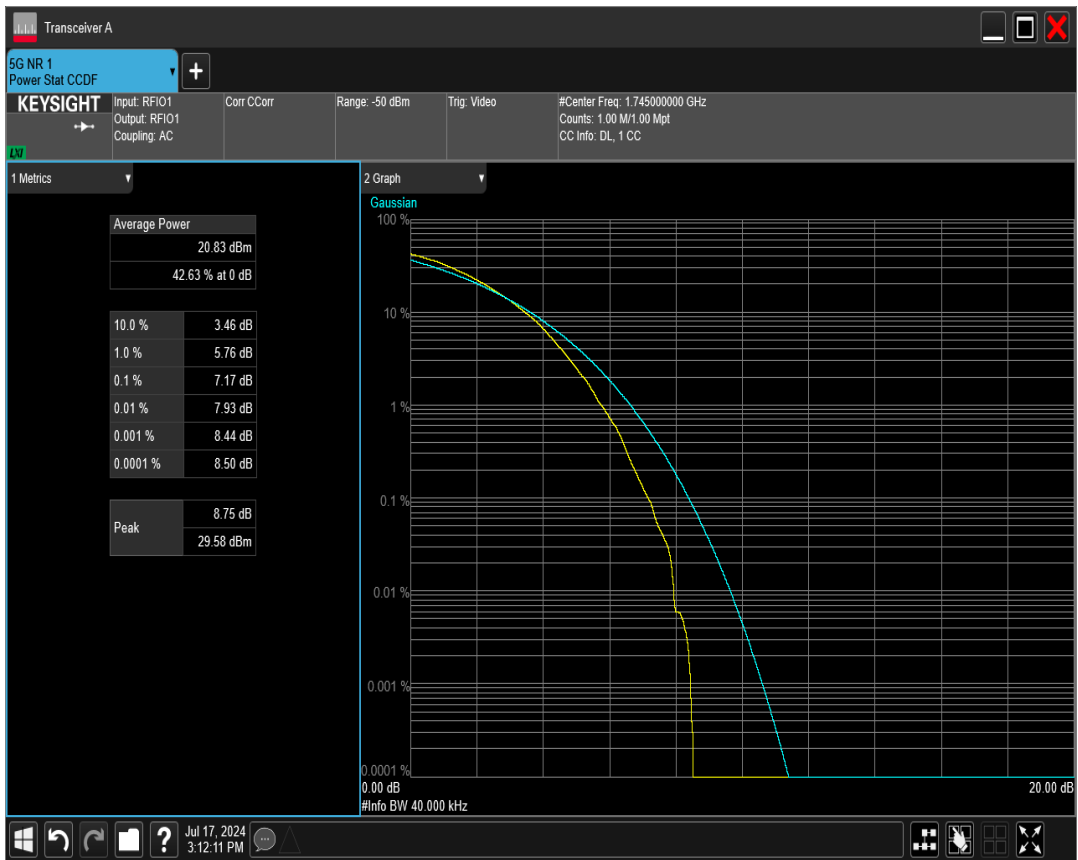 Transceiver A
5G NR 1
Power Stat CCDF
KEYSIGHT
LXI
Input: RFIO1
Output: RFIO1
Coupling: AC
Corr CCorr
Range: -50 dBm
Trig: Video
#Center Freq: 1.745000000 GHz
Counts: 1.00 M/1.00 Mpt
CC Info: DL, 1 CC
1 Metrics
Average Power
20.83 dBm
42.63 % at 0 dB
10.0 % 3.46 dB
1.0 % 5.76 dB
0.1 % 7.17 dB
0.01 % 7.93 dB
0.001 % 8.44 dB
0.0001 % 8.50 dB
Peak 8.75 dB
29.58 dBm
2 Graph
Gaussian
100 %
10 %
1 %
0.1 %
0.01 %
0.001 %
0.0001 %
0.00 dB 20.00 dB
#Info BW 40.000 kHz
? Jul 17, 2024
3:12:11 PM